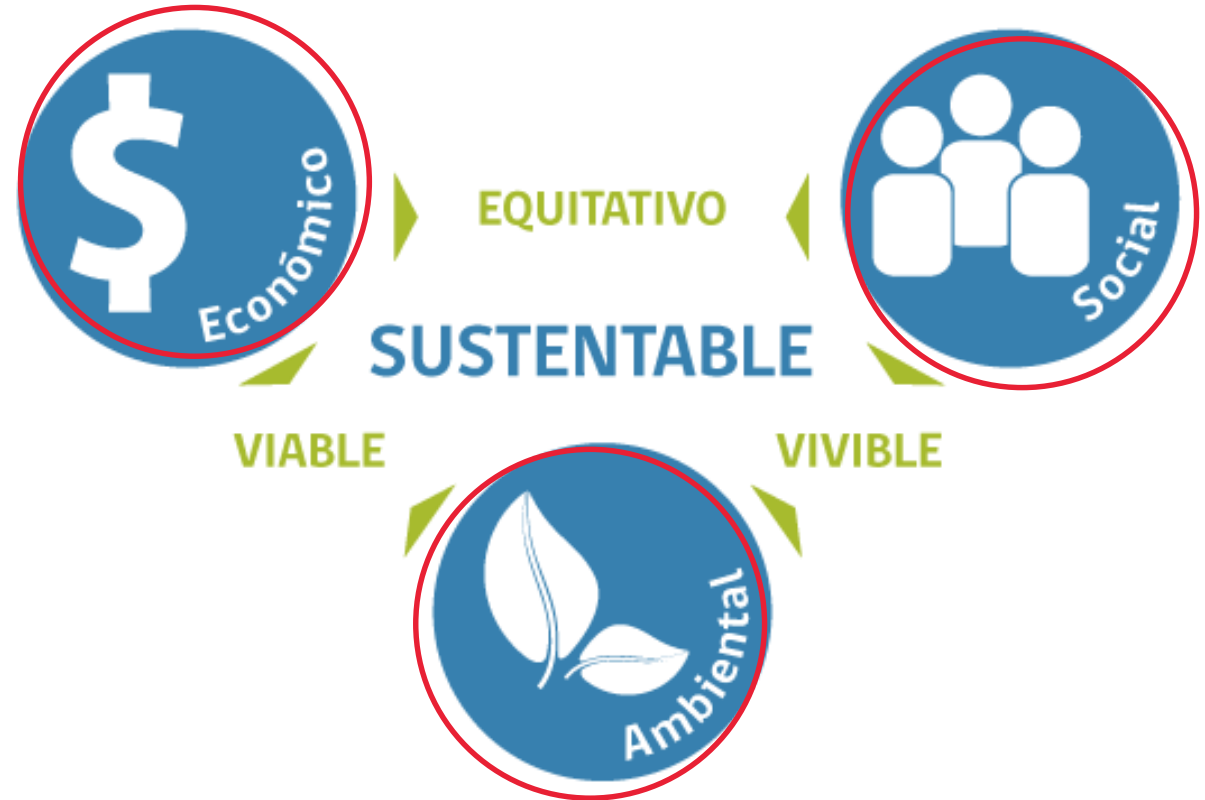 $
Económico
EQUITATIVO
Social
SUSTENTABLE
VIABLE
VIVIBLE
Ambiental